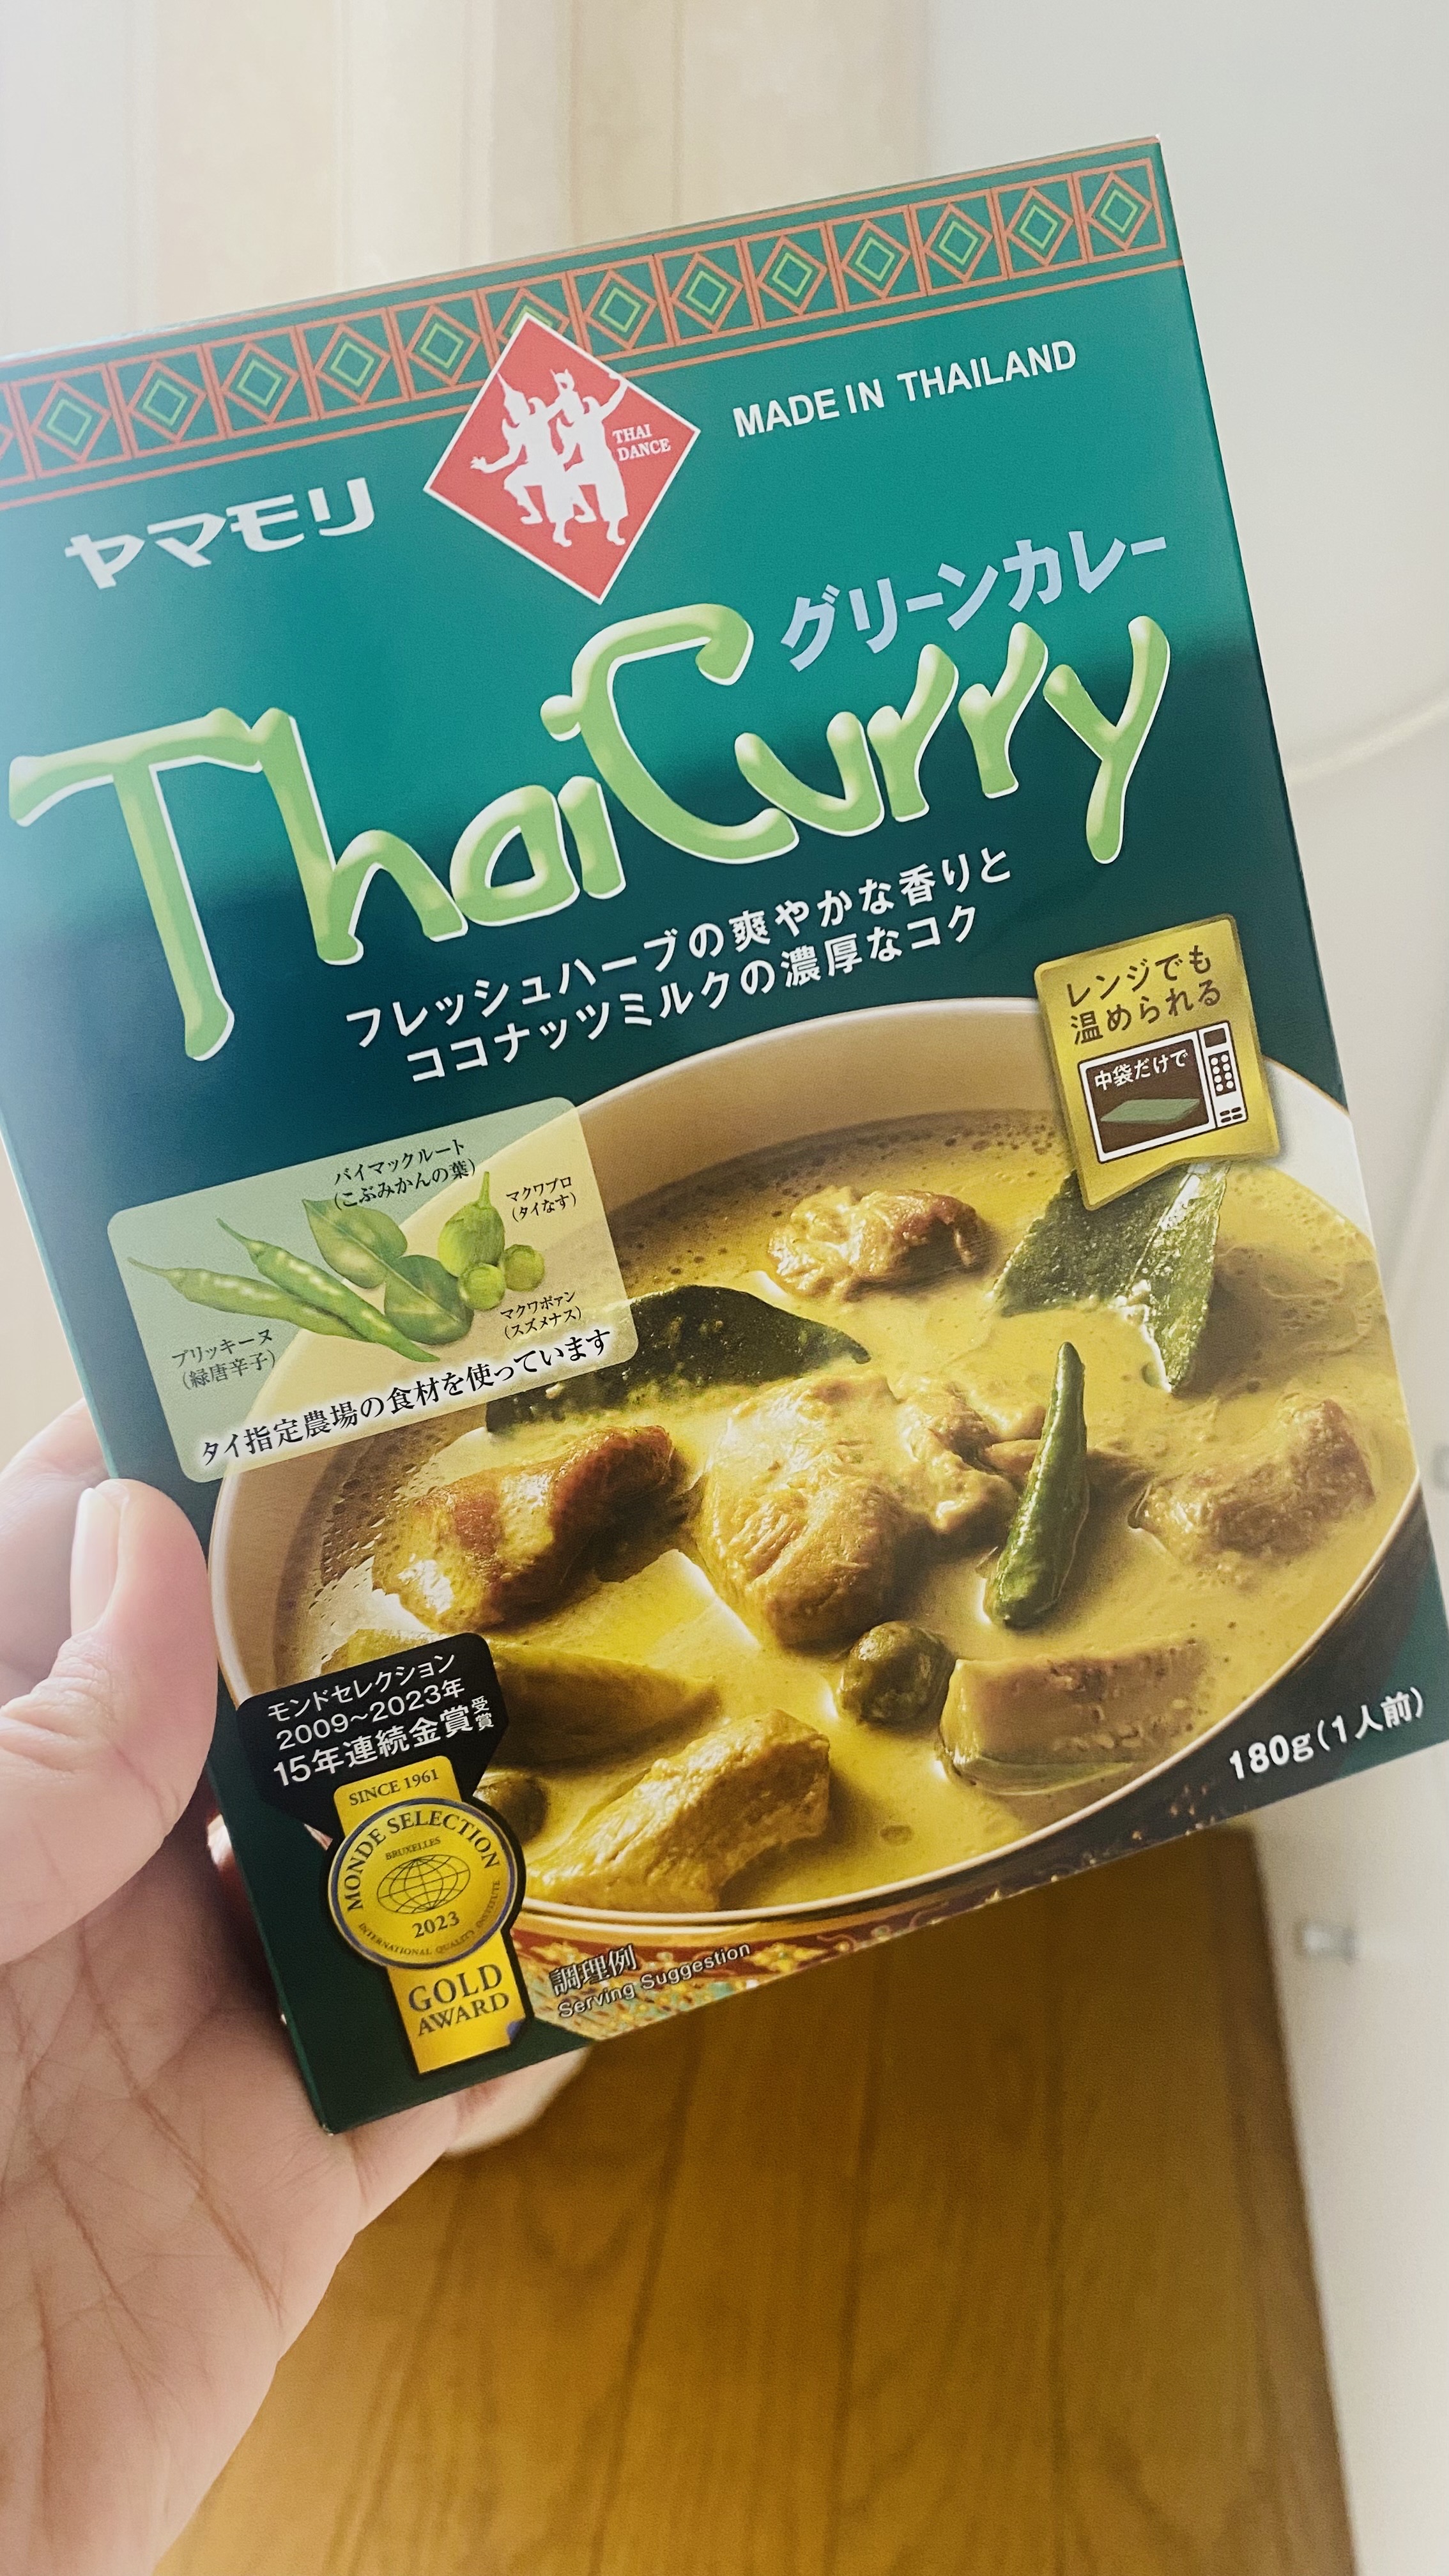 MADE IN THAILAND
THAI
DANCE
ヤマモリ
グリーンカレー
Thai Curry
フレッシュハーブの爽やかな香りと
ココナッツミルクの濃厚なコク
レンジでも
温められる
中袋だけで
バイマックルート
(こぶみかんの葉)
マクワプロ
(タイなす)
マクワポァン
(スズメナス)
プリッキーヌ
(緑唐辛子)
タイ指定農場の食材を使っています
モンドセレクション
2009~2023年
15年連続金賞受賞
SINCE 1961
MONDE SELECTION
BRUXELLES
2023
INTERNATIONAL QUALITY INSTITUTE
GOLD
AWARD
調理例
Serving Suggestion
180g(1人前)